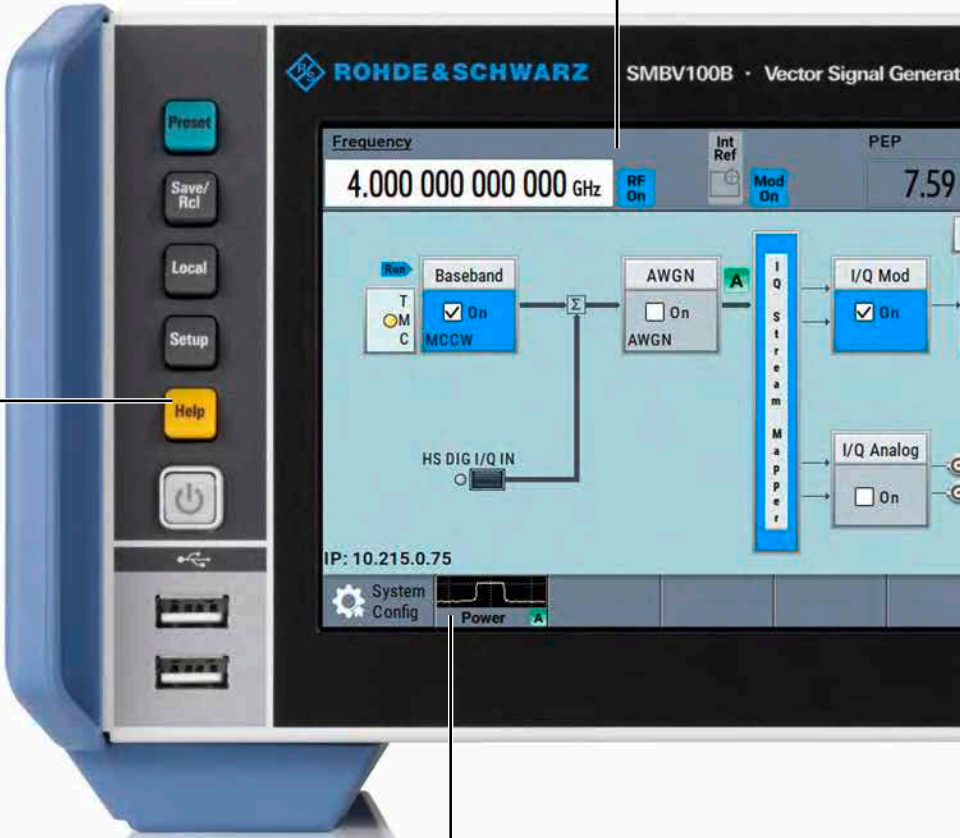 ROHDE & SCHWARZ
SMBV100B · Vector Signal Generat
Preset
Save/
Rcl
Local
Setup
Help
Frequency
4.000 000 000 000 GHz
RF
On
Int
Ref
Mod
On
PEP
7.59
Run
T
M
C
Baseband
On
MCCW
Σ
AWGN
On
AWGN
A
I/Q Stream Mapper
I/Q Mod
On
HS DIG I/Q IN
I/Q Analog
On
IP: 10.215.0.75
System
Config
Power A